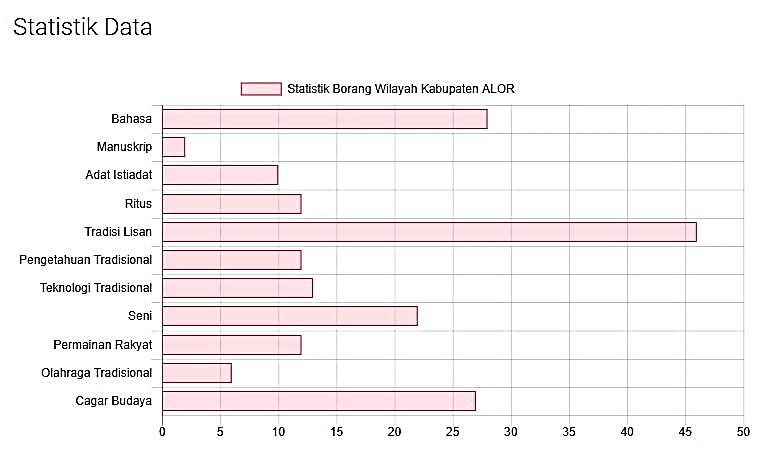 Statistik Data
Statistik Borang Wilayah Kabupaten ALOR
Bahasa
Manuskrip
Adat Istiadat
Ritus
Tradisi Lisan
Pengetahuan Tradisional
Teknologi Tradisional
Seni
Permainan Rakyat
Olahraga Tradisional
Cagar Budaya
0 5 10 15 20 25 30 35 40 45 50